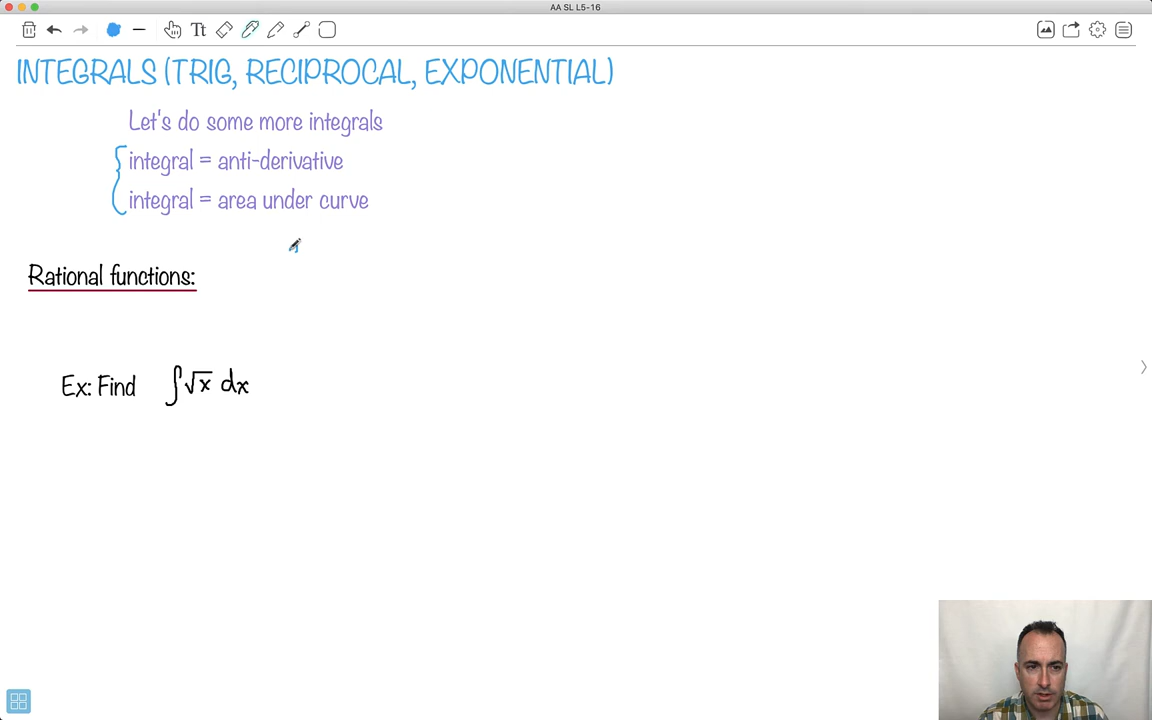 AA SL L5-16
Tt
INTEGRALS (TRIG, RECIPROCAL, EXPONENTIAL)
Let's do some more integrals
integral = anti-derivative
integral = area under curve
Rational functions:
Ex: Find ∫√x dx